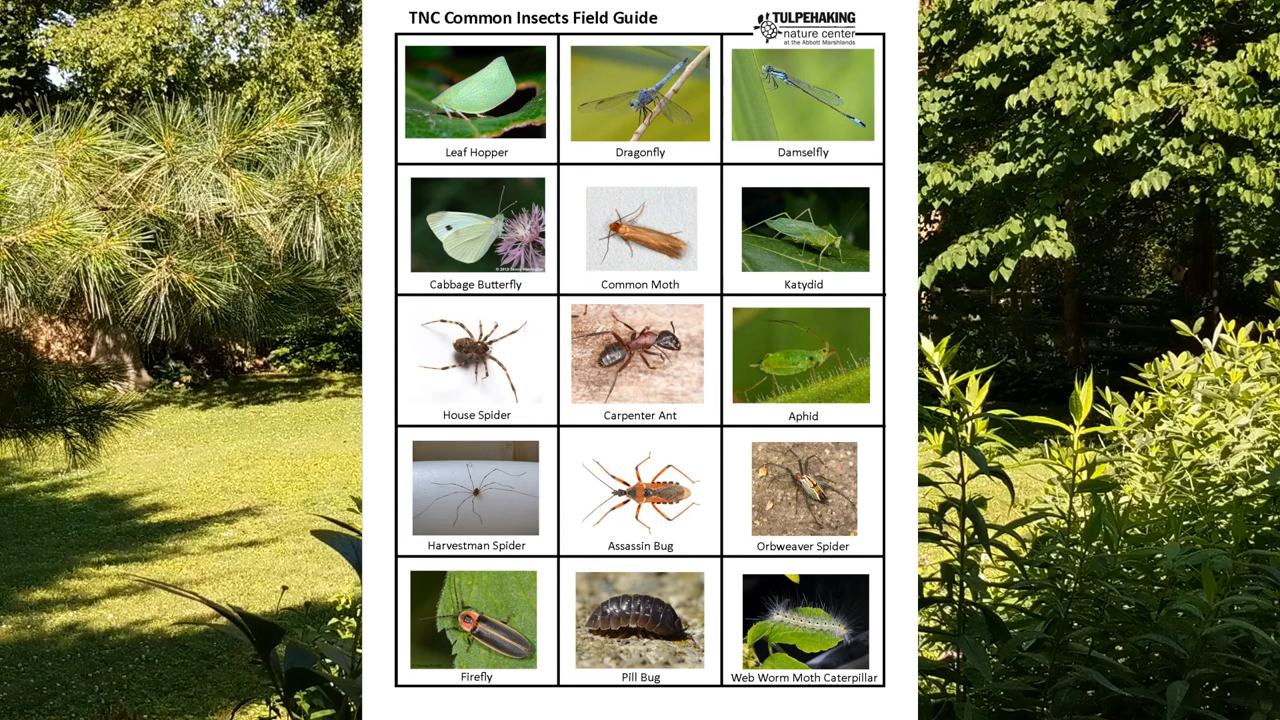 TNC Common Insects Field Guide
TULPEHAKING
nature center
at the Abbott Marshlands
Leaf Hopper
Dragonfly
Damselfly
Cabbage Butterfly
Common Moth
Katydid
House Spider
Carpenter Ant
Aphid
Harvestman Spider
Assassin Bug
Orbweaver Spider
Firefly
Pill Bug
Web Worm Moth Caterpillar